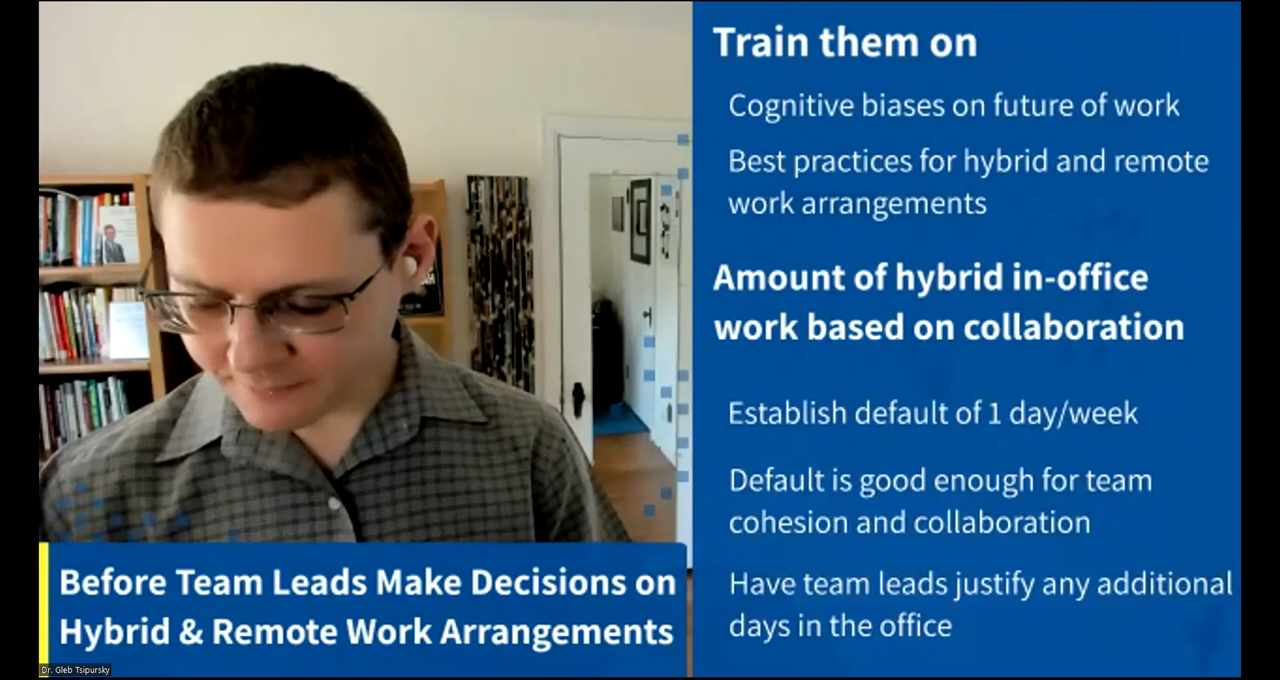 Train them on
Cognitive biases on future of work
Best practices for hybrid and remote
work arrangements
Amount of hybrid in-office
work based on collaboration
Establish default of 1 day/week
Default is good enough for team
cohesion and collaboration
Have team leads justify any additional
days in the office
Before Team Leads Make Decisions on
Hybrid & Remote Work Arrangements
Dr. Gleb Tsipursky